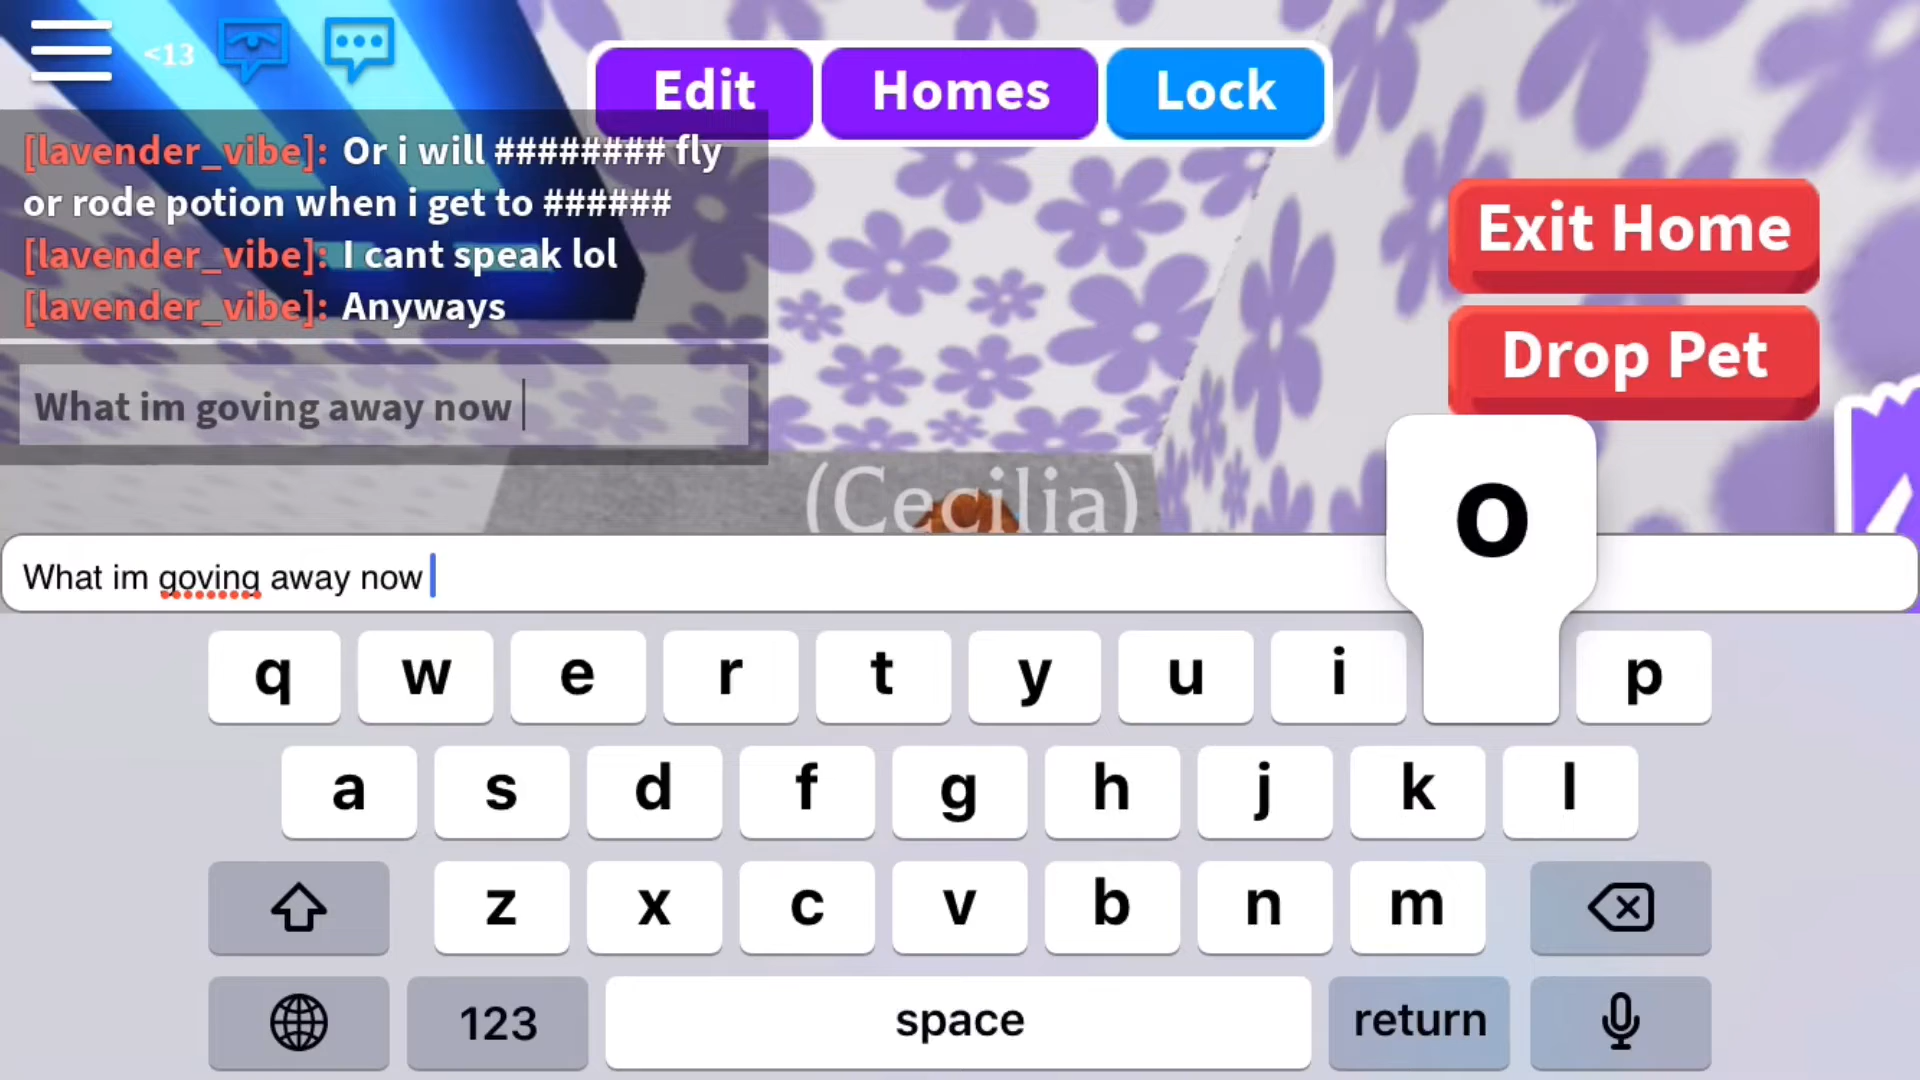 <13
Edit Homes Lock
[lavender_vibe]: Or i will ######## fly
or rode potion when i get to ######
[lavender_vibe]: I cant speak lol
[lavender_vibe]: Anyways
What im goving away now
Exit Home
Drop Pet
(Cecilia)
What im goving away now
o
q w e r t y u i p
a s d f g h j k l
z x c v b n m
123 space return